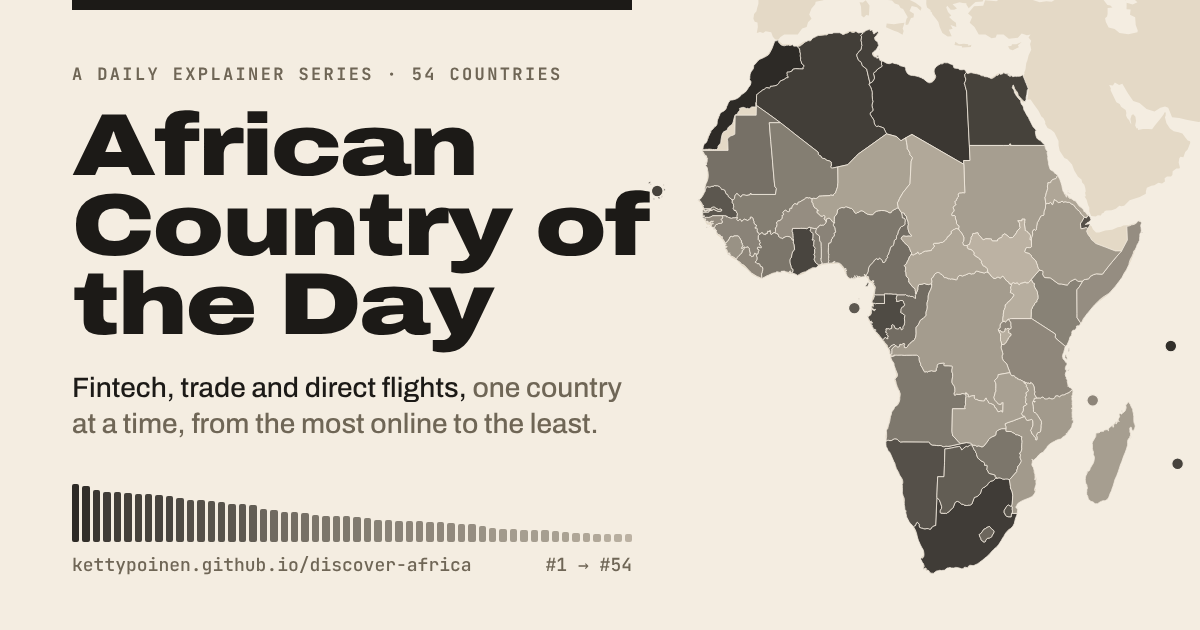 A DAILY EXPLAINER SERIES · 54 COUNTRIES
African
Country of
the Day
Fintech, trade and direct flights, one country
at a time, from the most online to the least.
kettypoinen.github.io/discover-africa #1 → #54